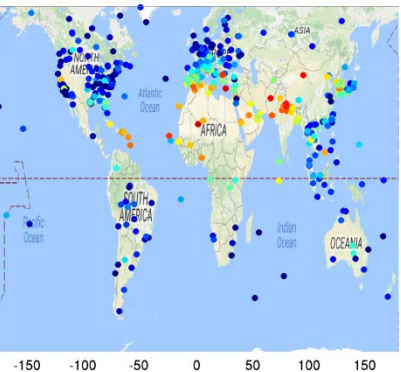 ASIA
NORTH
AMERICA
Atlantic
Ocean
AFRICA
SOUTH
AMERICA
Pacific
Ocean
Indian
Ocean
OCEANIA
-150 -100 -50 0 50 100 150